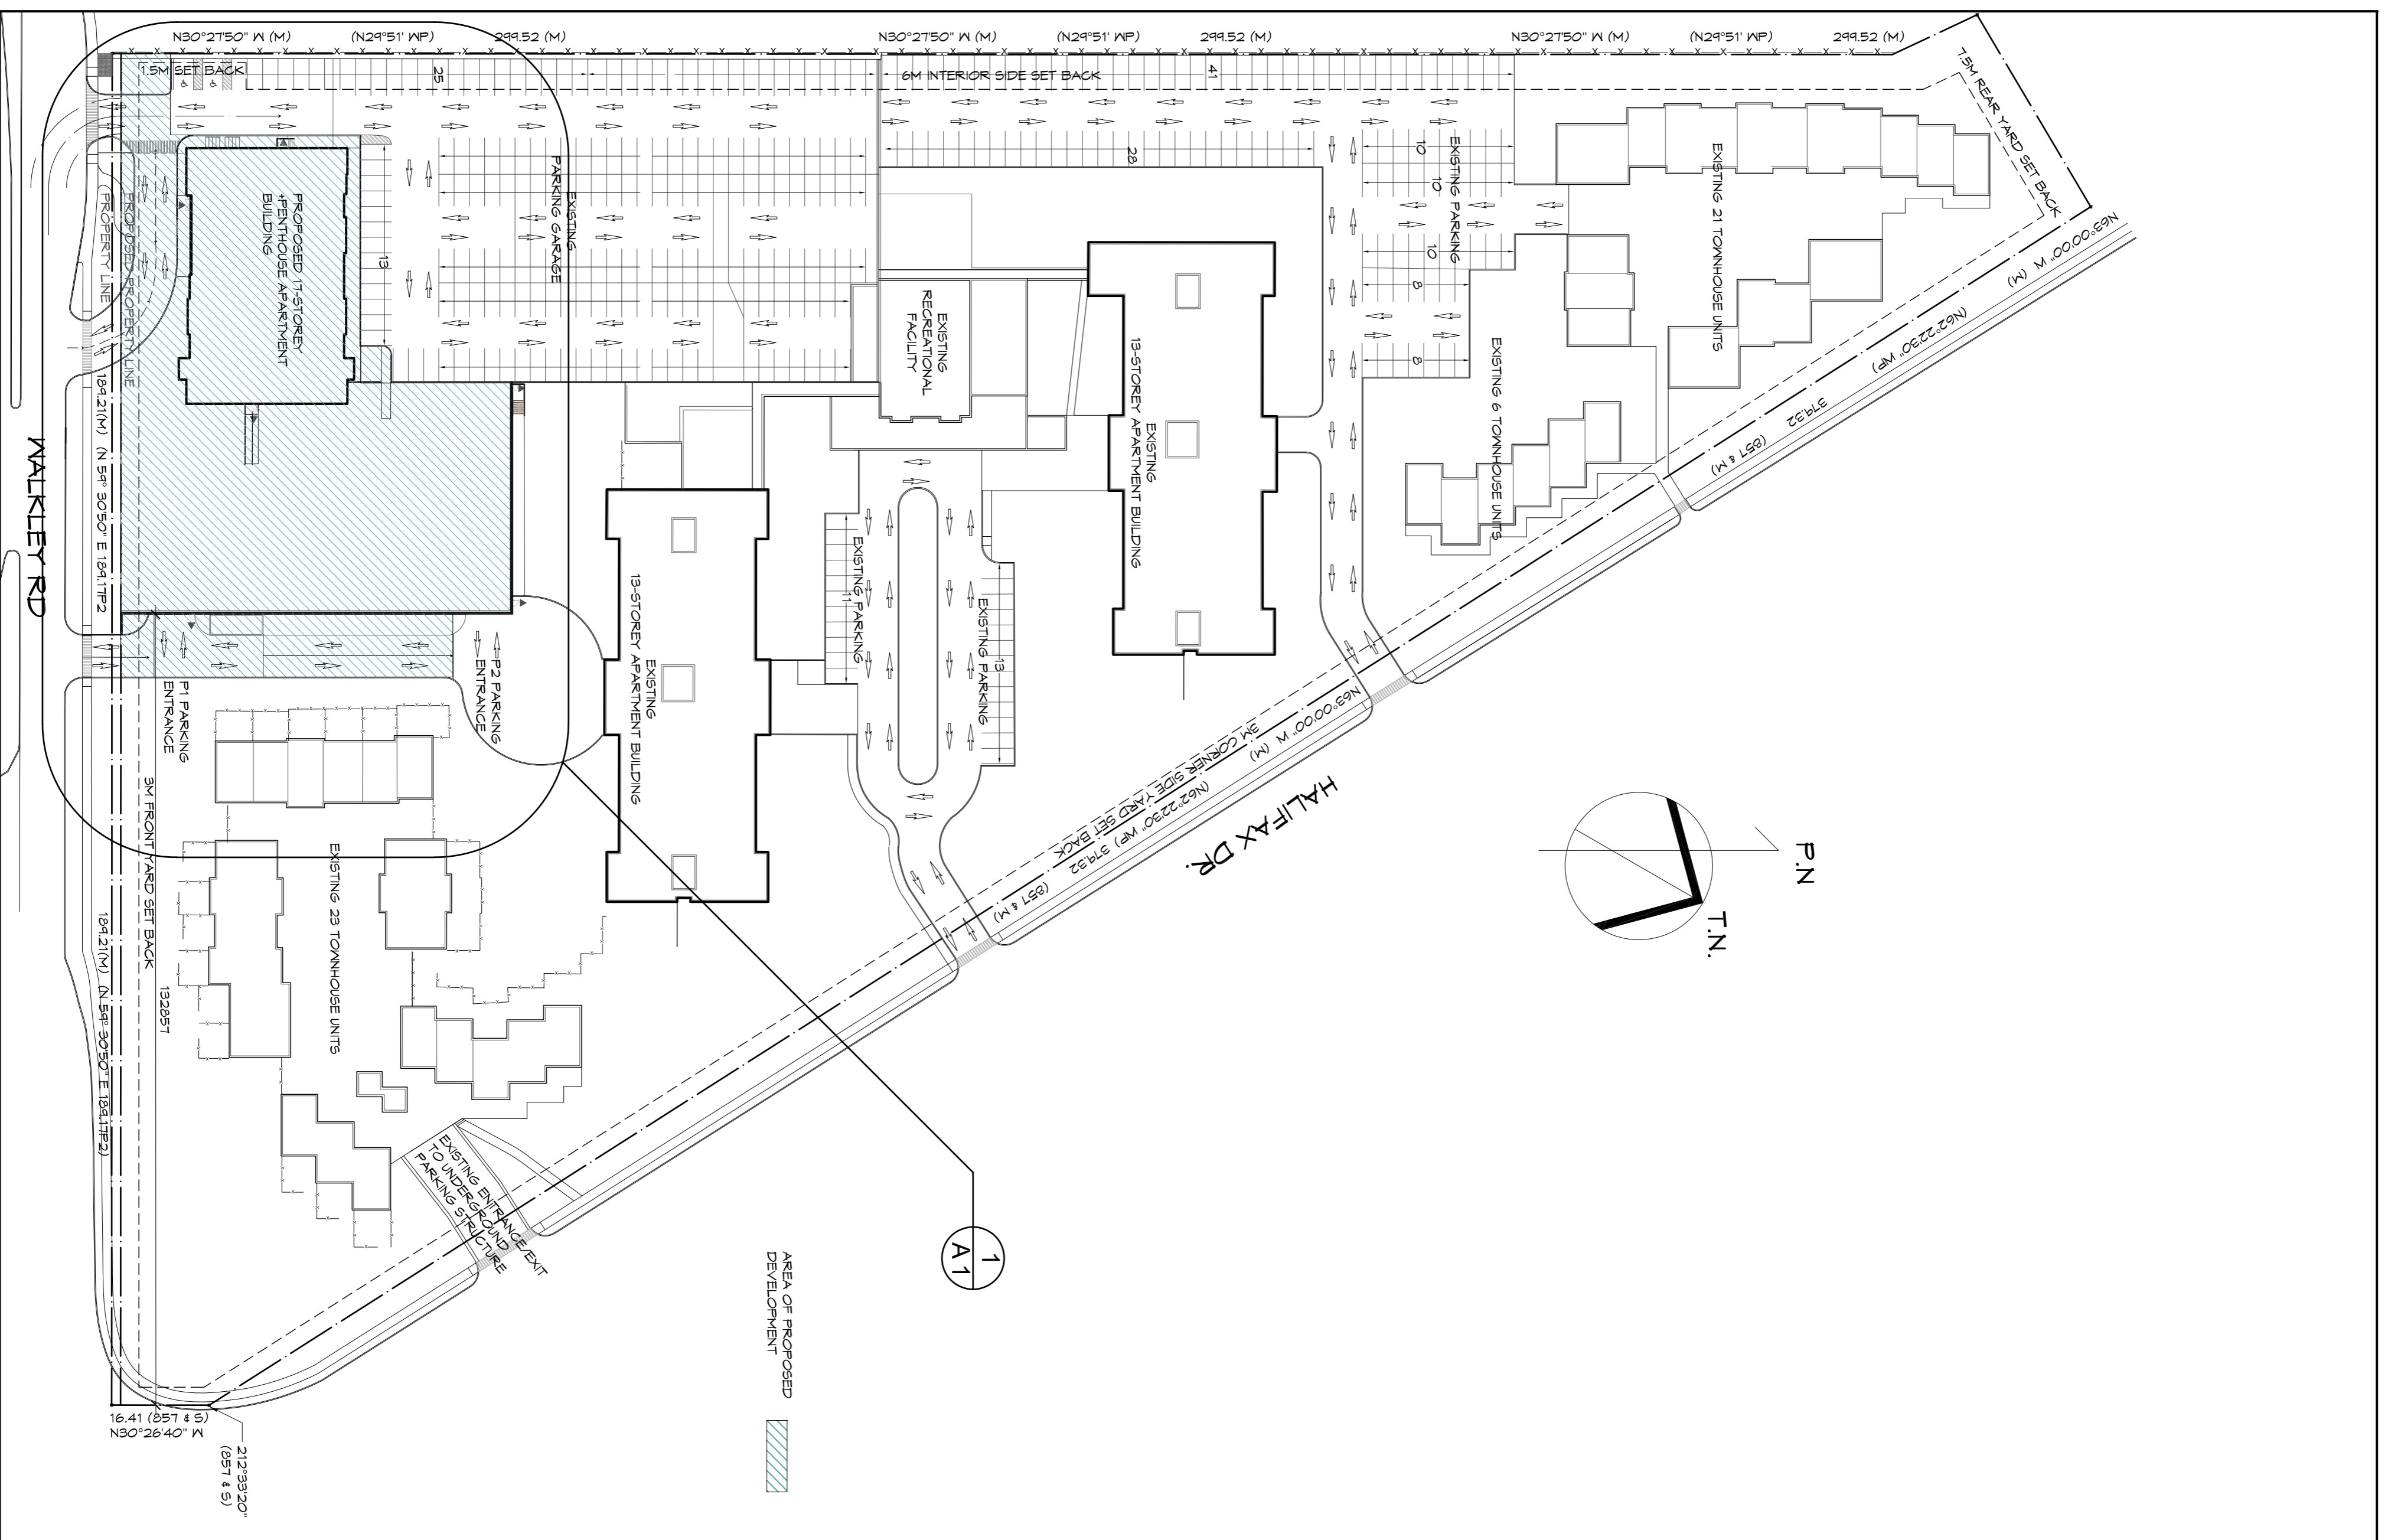 N30°27'50" W (M)
(N29°51' WP)
299.52 (M)
N30°27'50" W (M)
(N29°51' WP)
299.52 (M)
N30°27'50" W (M)
(N29°51' WP)
299.52 (M)
1.5M SET BACK
25
6M INTERIOR SIDE SET BACK
41
7.5M REAR YARD SET BACK
28
10
10
10
8
8
EXISTING PARKING
EXISTING 21 TOWNHOUSE UNITS
N63°00'00" W (M)
(N62°22'30" WP)
379.32
(857 & M)
PROPERTY LINE
PROPOSED PROPERTY LINE
PROPOSED 17-STOREY
+PENTHOUSE APARTMENT
BUILDING
13
EXISTING
PARKING GARAGE
EXISTING
RECREATIONAL
FACILITY
EXISTING
13-STOREY APARTMENT BUILDING
EXISTING 6 TOWNHOUSE UNITS
WALKLEY RD
189.21(M) (N 59° 30'50" E 189.17P2
EXISTING
13-STOREY APARTMENT BUILDING
EXISTING PARKING
11
EXISTING PARKING
13
P1 PARKING
ENTRANCE
P2 PARKING
ENTRANCE
3M FRONT YARD SET BACK
132857
189.21(M) (N 59° 30'50" E 189.17P2)
EXISTING 23 TOWNHOUSE UNITS
N63°00'00" W (M)
3M CORNER SIDE YARD SET BACK
(N62°22'30" WP) 379.32
(857 & M)
HALIFAX DR.
P.N
T.N.
EXISTING ENTRANCE/EXIT
TO UNDERGROUND
PARKING STRUCTURE
1
A1
AREA OF PROPOSED
DEVELOPMENT
16.41 (857 & S)
N30°26'40" W
212°33'20"
(857 & S)